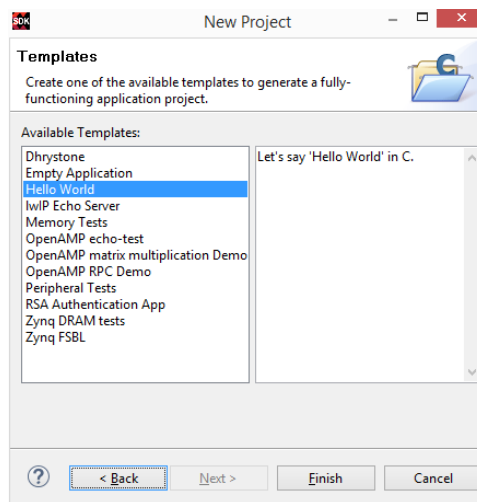 SDK
New Project
Templates
Create one of the available templates to generate a fully-
functioning application project.
Available Templates:
Dhrystone
Empty Application
Hello World
lwIP Echo Server
Memory Tests
OpenAMP echo-test
OpenAMP matrix multiplication Demo
OpenAMP RPC Demo
Peripheral Tests
RSA Authentication App
Zynq DRAM tests
Zynq FSBL
Let's say 'Hello World' in C.
? < Back Next > Finish Cancel